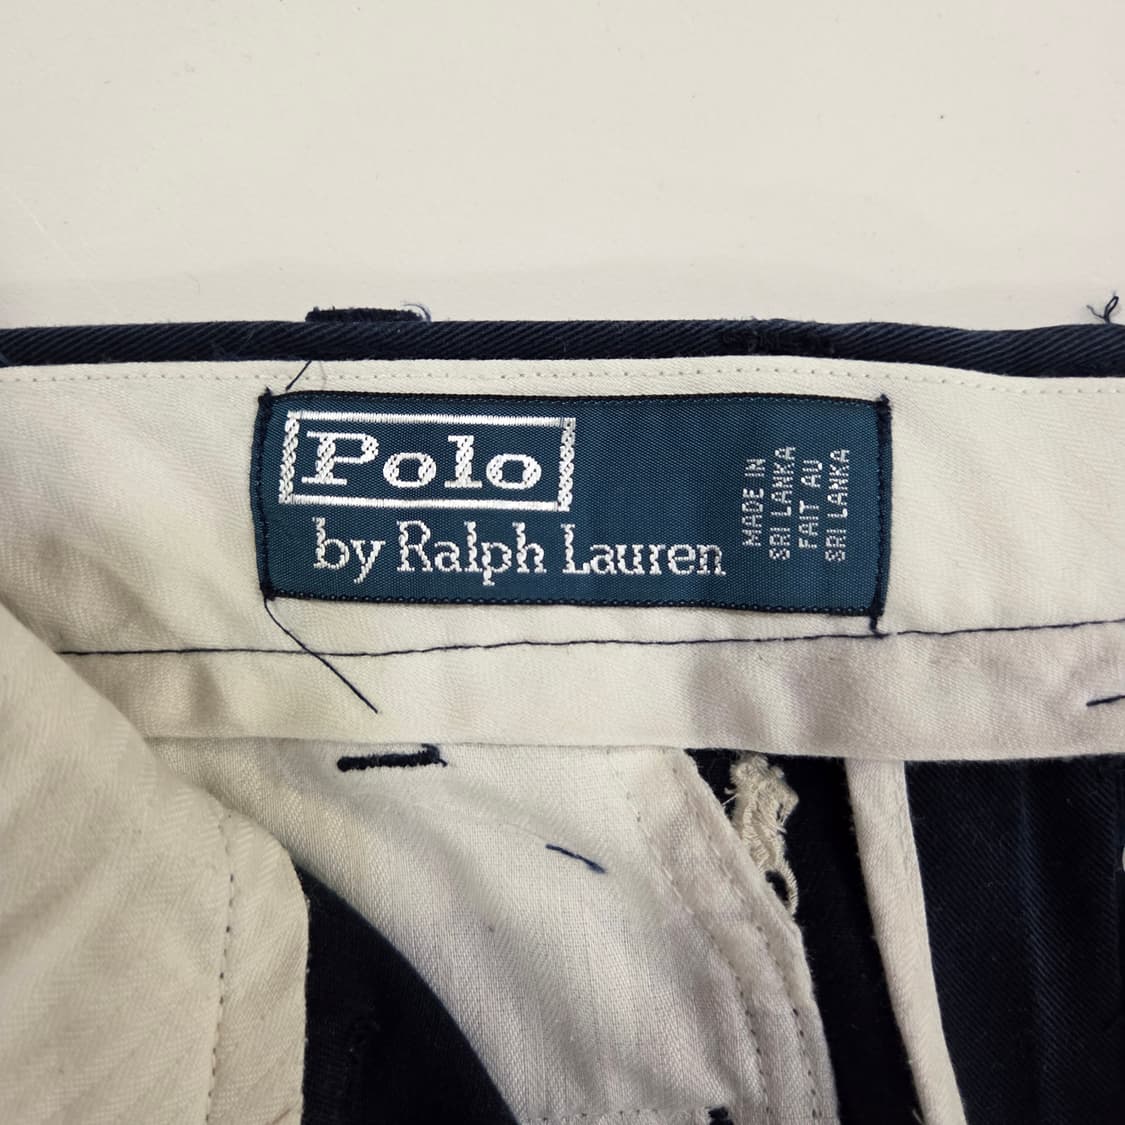 Polo
by Ralph Lauren
MADE IN
SRI LANKA
FAIT AU
SRI LANKA